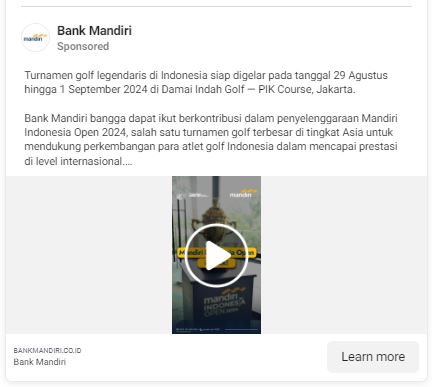 mandiri
Bank Mandiri
Sponsored
Turnamen golf legendaris di Indonesia siap digelar pada tanggal 29 Agustus
hingga 1 September 2024 di Damai Indah Golf — PIK Course, Jakarta.
Bank Mandiri bangga dapat ikut berkontribusi dalam penyelenggaraan Mandiri
Indonesia Open 2024, salah satu turnamen golf terbesar di tingkat Asia untuk
mendukung perkembangan para atlet golf Indonesia dalam mencapai prestasi
di level internasional....
mandiri
Mandiri Open
mandiri
INDONESIA
OPEN
BANKMANDIRI.CO.ID
Bank Mandiri
Learn more